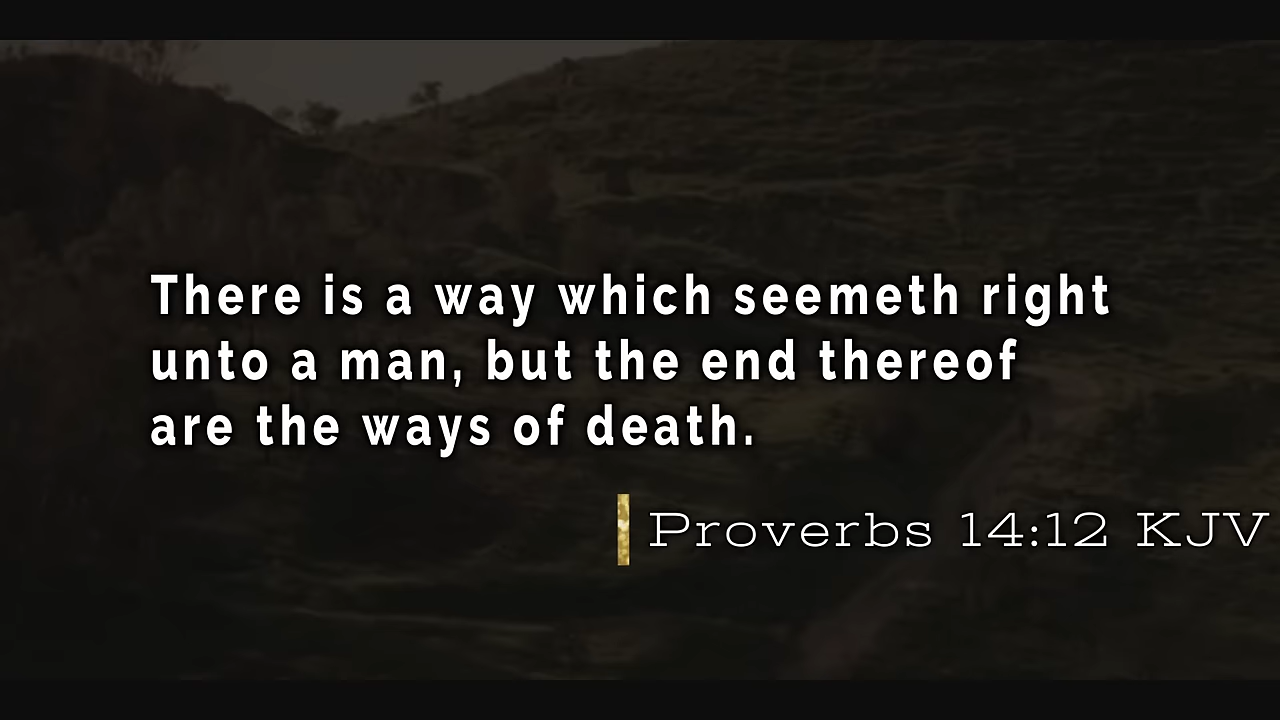 There is a way which seemeth right
unto a man, but the end thereof
are the ways of death.
Proverbs 14:12 KJV